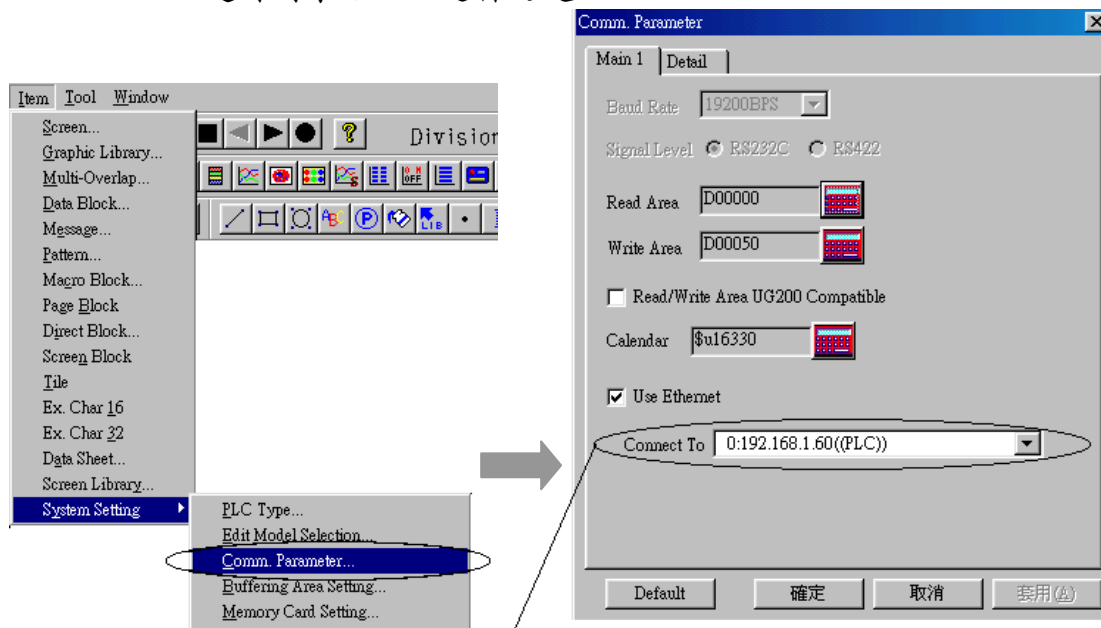 Item Tool Window
Screen...
Graphic Library...
Multi-Overlap...
Data Block...
Message...
Pattern...
Macro Block...
Page Block
Direct Block...
Screen Block
Tile
Ex. Char 16
Ex. Char 32
Data Sheet...
Screen Library...
System Setting
Division
OFF
ABC
P
LIB
PLC Type...
Edit Model Selection...
Comm. Parameter...
Buffering Area Setting...
Memory Card Setting...
Comm. Parameter
Main 1 Detail
Baud Rate 19200BPS
Signal Level RS232C RS422
Read Area D00000
Write Area D00050
Read/Write Area UG200 Compatible
Calendar $u16330
Use Ethernet
Connect To 0:192.168.1.60((PLC))
Default 確定 取消 套用(A)